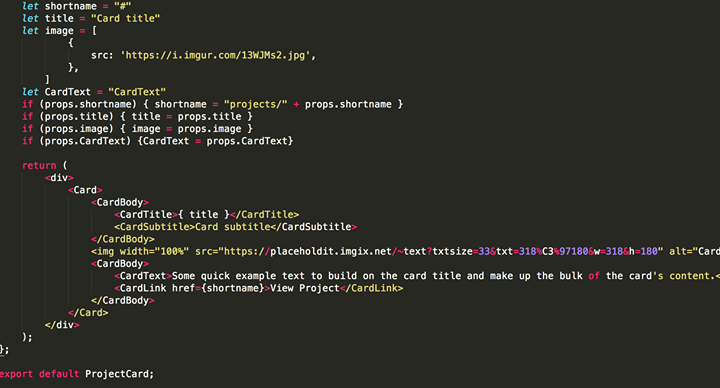 let shortname = "#"
let title = "Card title"
let image = [
{
src: 'https://i.imgur.com/13WJMs2.jpg',
},
]
let CardText = "CardText"
if (props.shortname) { shortname = "projects/" + props.shortname }
if (props.title) { title = props.title }
if (props.image) { image = props.image }
if (props.CardText) {CardText = props.CardText}
return (
<div>
<Card>
<CardBody>
<CardTitle>{ title }</CardTitle>
<CardSubtitle>Card subtitle</CardSubtitle>
</CardBody>
<img width="100%" src="https://placeholdit.imgix.net/~text?txtsize=33&txt=318%C3%97180&w=318&h=180" alt="Card
<CardBody>
<CardText>Some quick example text to build on the card title and make up the bulk of the card's content.<
<CardLink href={shortname}>View Project</CardLink>
</CardBody>
</Card>
</div>
);
};
export default ProjectCard;